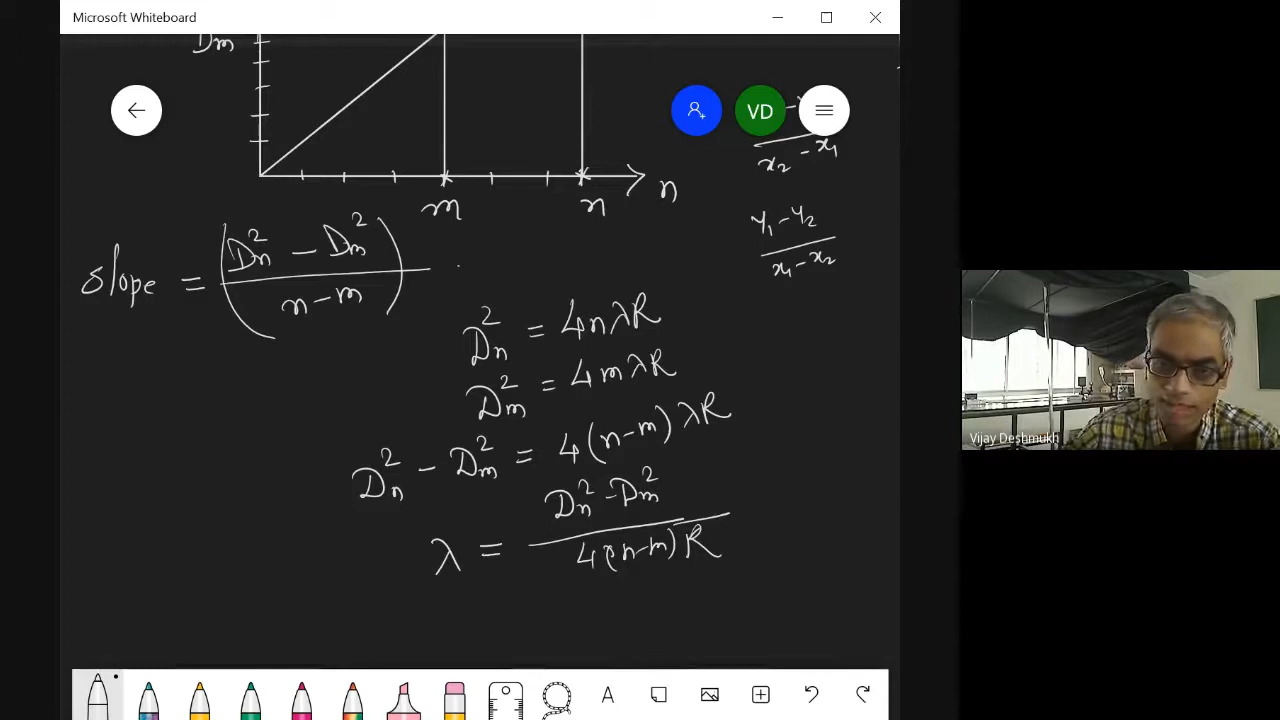 Microsoft Whiteboard
Dm
VD
x₂ - x₁
m
n
n
y₁ - y₂
x₁ - x₂
slope = (Dn² - Dm²
n - m)
Dn² = 4nλR
Dm² = 4mλR
Dn² - Dm² = 4(n-m) λR
λ = Dn² - Dm²
4(n-m) R
Vijay Deshmukh
A